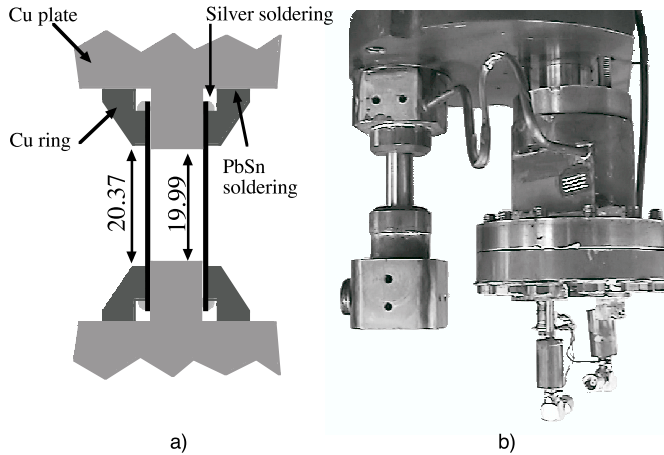 Cu plate
Silver soldering
Cu ring
PbSn
soldering
20.37
19.99
a)
b)